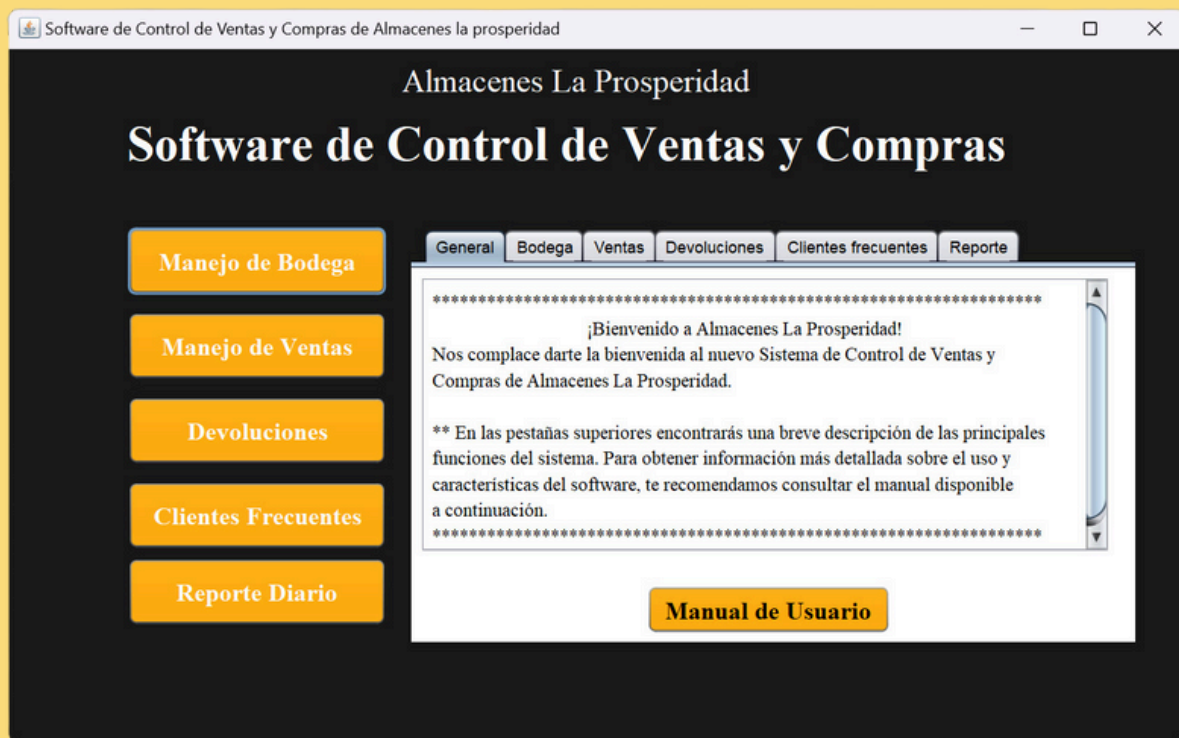 Software de Control de Ventas y Compras de Almacenes la prosperidad
Almacenes La Prosperidad
Software de Control de Ventas y Compras
Manejo de Bodega
Manejo de Ventas
Devoluciones
Clientes Frecuentes
Reporte Diario
General Bodega Ventas Devoluciones Clientes frecuentes Reporte
********************************************************************
¡Bienvenido a Almacenes La Prosperidad!
Nos complace darte la bienvenida al nuevo Sistema de Control de Ventas y
Compras de Almacenes La Prosperidad.
** En las pestañas superiores encontrarás una breve descripción de las principales
funciones del sistema. Para obtener información más detallada sobre el uso y
características del software, te recomendamos consultar el manual disponible
a continuación.
********************************************************************
Manual de Usuario